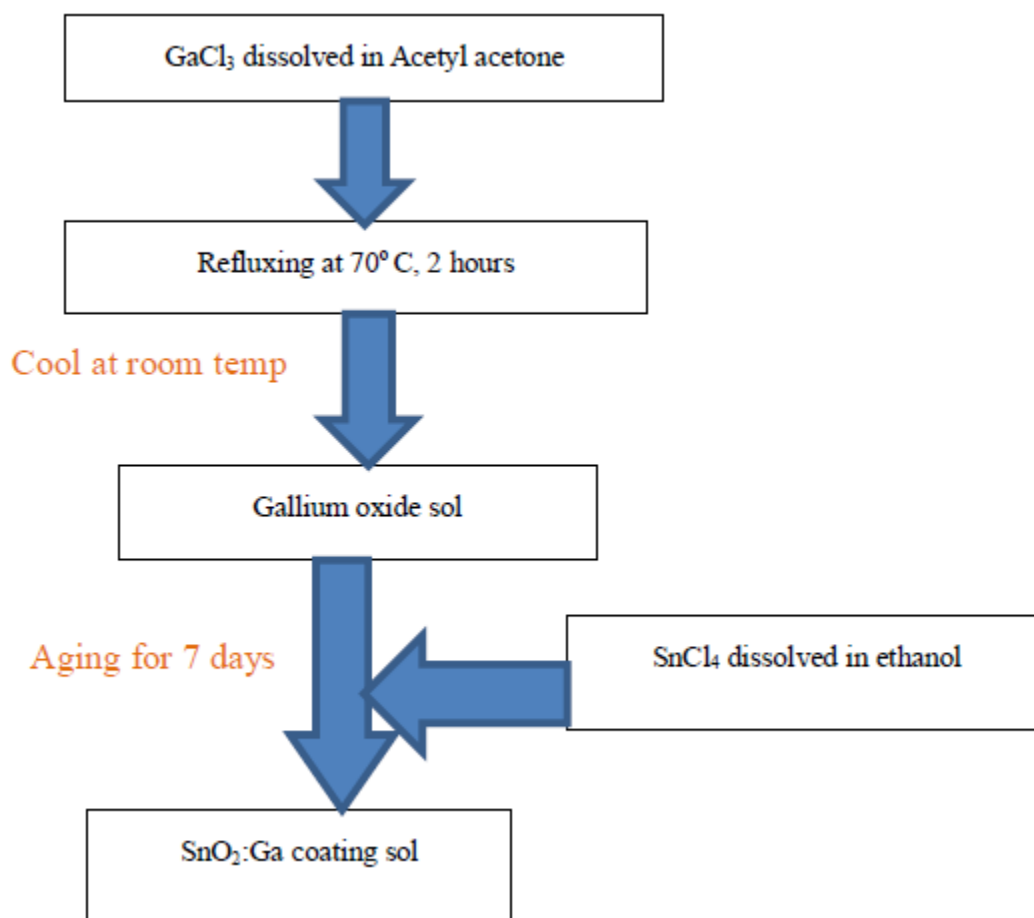 GaCl₃ dissolved in Acetyl acetone
Refluxing at 70° C, 2 hours
Cool at room temp
Gallium oxide sol
Aging for 7 days
SnCl₄ dissolved in ethanol
SnO₂:Ga coating sol